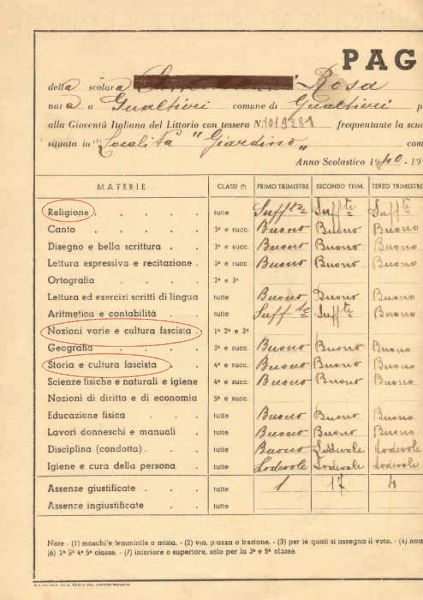 PAG
della scolara Rosa
nata a Gualtieri comune di Gualtieri p
alla Gioventù Italiana del Littorio con tessera N. 1019281 frequentante la scuo
situata in Località "Giardino" com
Anno Scolastico 1940-19
MATERIE CLASSI (*) PRIMO TRIMESTRE SECONDO TRIM. TERZO TRIMESTRE
Religione tutte Suff.te Suff.te Suff.te
Canto 3ª e succ. Buono Buono Buono
Disegno e bella scrittura 3ª e succ. Buono Buono Buono
Lettura espressiva e recitazione 3ª e succ. Buono Buono Buono
Ortografia 2ª e 3ª
Lettura ed esercizi scritti di lingua tutte Buono Buono Buono
Aritmetica e contabilità tutte Suff.te Suff.te Buono
Nozioni varie e cultura fascista 1ª 2ª e 3ª
Geografia 3ª e succ. Buono Buono Buono
Storia e cultura fascista 4ª e succ. Buono Buono Buono
Scienze fisiche e naturali e igiene 4ª e succ. Buono Buono Buono
Nozioni di diritto e di economia 5ª e succ.
Educazione fisica tutte Buono Buono Buono
Lavori donneschi e manuali tutte Buono Buono Buono
Disciplina (condotta) tutte Buono Lodevole Lodevole
Igiene e cura della persona tutte Lodevole Lodevole Lodevole
Assenze giustificate tutte 1 17 4
Assenze ingiustificate tutte
Note - (1) maschile femminile o mista. - (2) via, piazza o frazione. - (3) per le quali si assegna il voto. - (4)
(6) 2ª 3ª 4ª 5ª classe. - (7) inferiore o superiore, solo per la 3ª e 5ª classe.